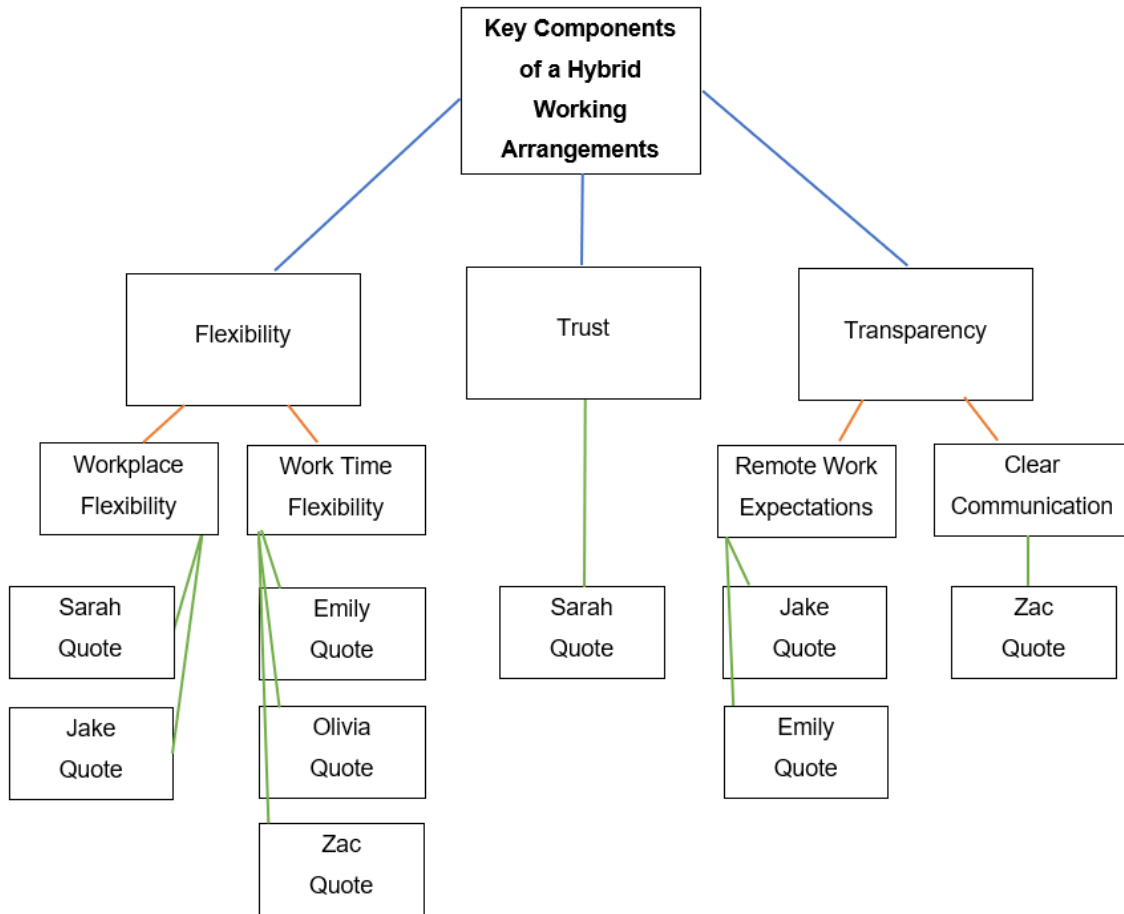 Key Components
of a Hybrid
Working
Arrangements
Flexibility
Trust
Transparency
Workplace
Flexibility
Work Time
Flexibility
Remote Work
Expectations
Clear
Communication
Sarah
Quote
Emily
Quote
Sarah
Quote
Jake
Quote
Zac
Quote
Jake
Quote
Olivia
Quote
Emily
Quote
Zac
Quote